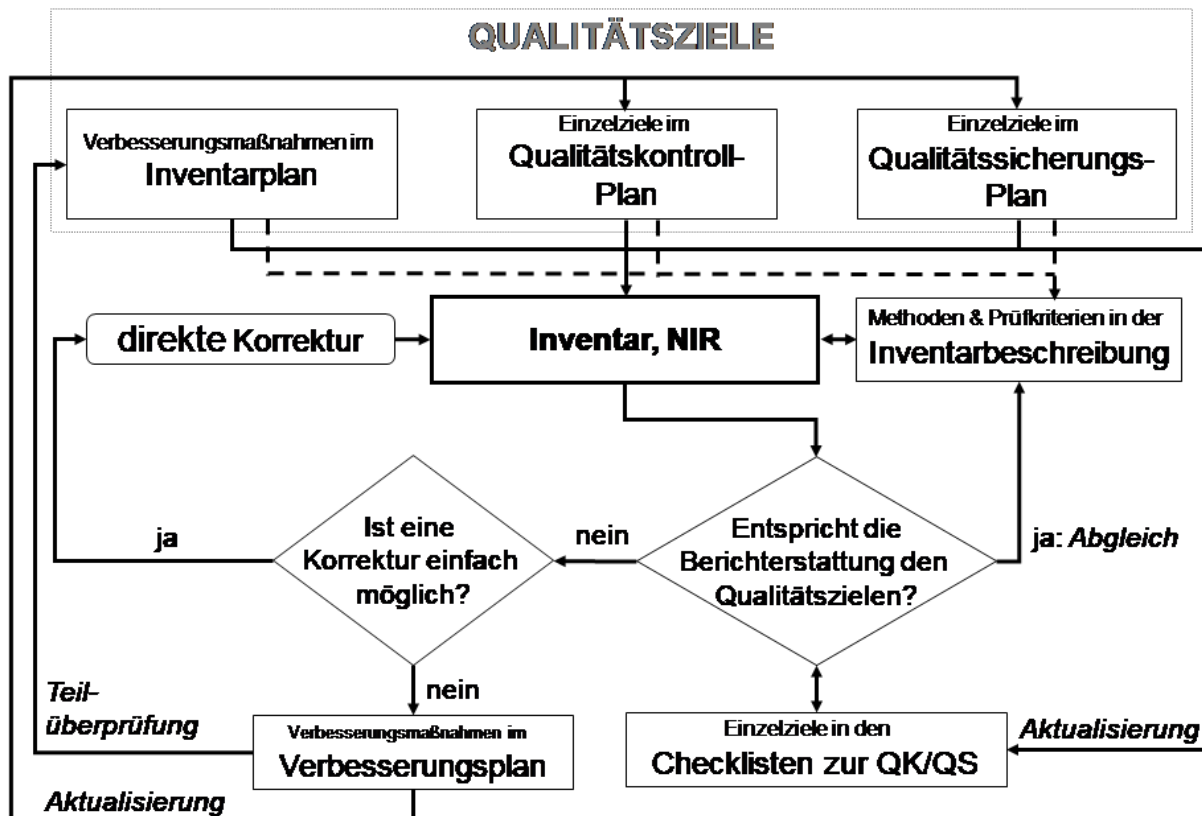 QUALITÄTSZIELE
Verbesserungsmaßnahmen im
Inventarplan
Einzelziele im
Qualitätskontroll-
Plan
Einzelziele im
Qualitätssicherungs-
Plan
direkte Korrektur
Inventar, NIR
Methoden & Prüfkriterien in der
Inventarbeschreibung
ja
Ist eine
Korrektur einfach
möglich?
nein
Entspricht die
Berichterstattung den
Qualitätszielen?
ja: Abgleich
Teil-
überprüfung
nein
Verbesserungsmaßnahmen im
Verbesserungsplan
Einzelziele in den
Checklisten zur QK/QS
Aktualisierung
Aktualisierung